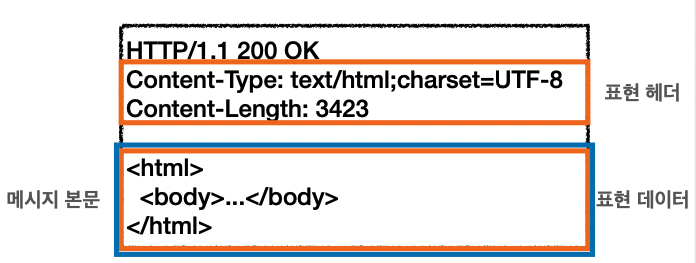 HTTP/1.1 200 OK
Content-Type: text/html;charset=UTF-8
Content-Length: 3423
표현 헤더
<html>
<body>...</body>
</html>
메시지 본문
표현 데이터